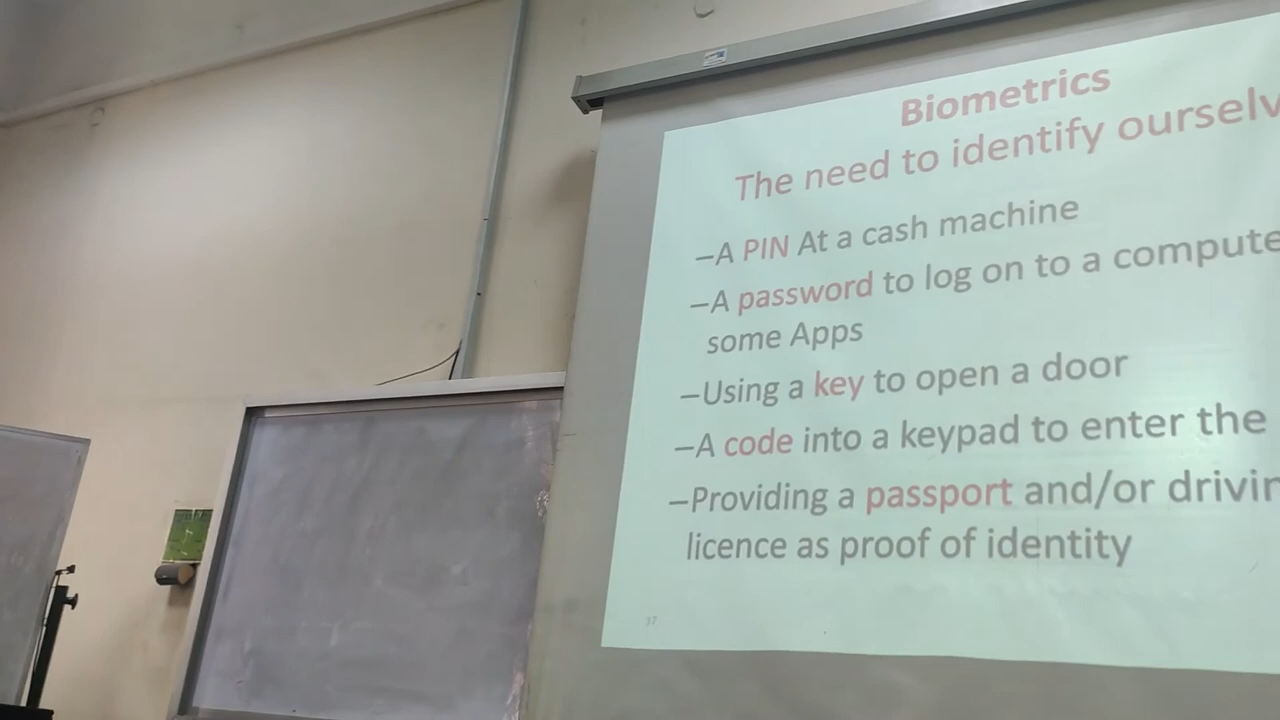 Biometrics
The need to identify ourselv
–A PIN At a cash machine
–A password to log on to a compute
some Apps
–Using a key to open a door
–A code into a keypad to enter the
–Providing a passport and/or drivin
licence as proof of identity
37